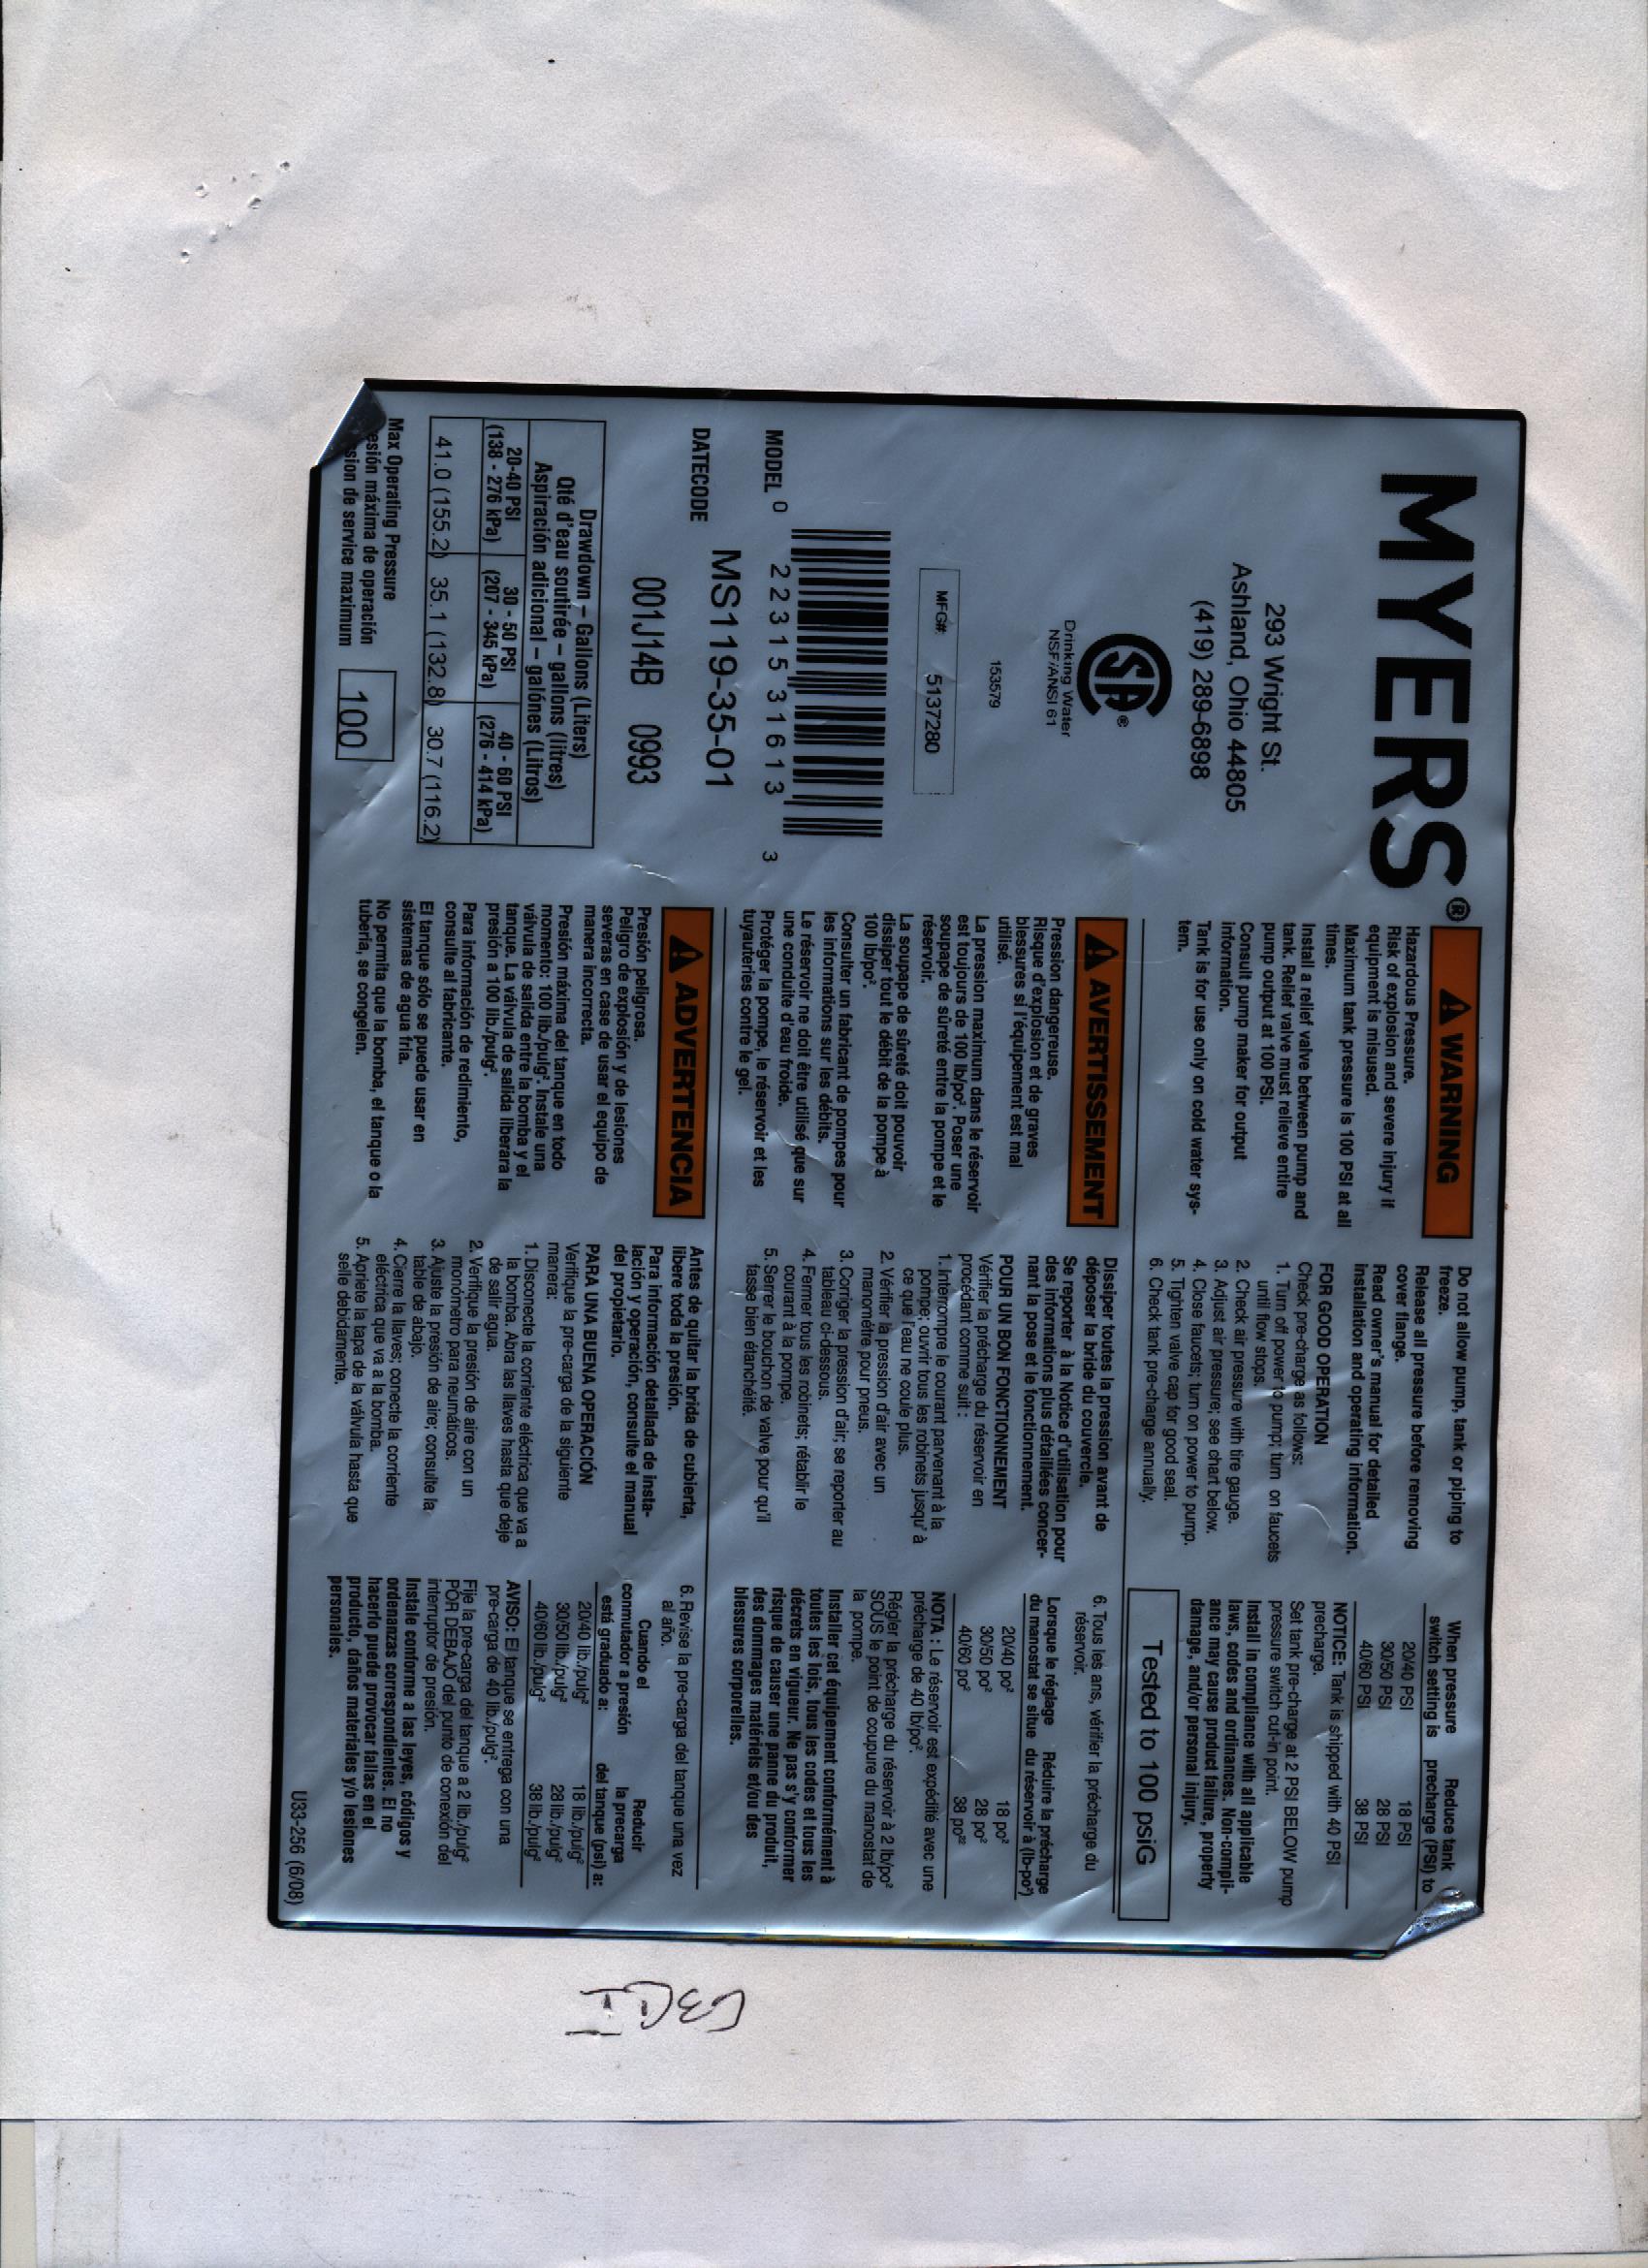 MYERS®
293 Wright St.
Ashland, Ohio 44805
(419) 289-6898
CSA®
Drinking Water
NSF/ANSI 61
153579
MFG#: 5137280
0 22315 31613 3
MODEL MS119-35-01
DATECODE 001J14B 0993
Drawdown – Gallons (Liters)
Qté d'eau soutirée – gallons (litres)
Aspiración adicional – galónes (Litros)
20-40 PSI 30 - 50 PSI 40 - 60 PSI
(138 - 276 kPa) (207 - 345 kPa) (276 - 414 kPa)
41.0 (155.2) 35.1 (132.8) 30.7 (116.2)
Max Operating Pressure
esión máxima de operación
sion de service maximum
100
⚠ WARNING
Hazardous Pressure.
Risk of explosion and severe injury if
equipment is misused.
Maximum tank pressure is 100 PSI at all
times.
Install a relief valve between pump and
tank. Relief valve must relieve entire
pump output at 100 PSI.
Consult pump maker for output
information.
Tank is for use only on cold water sys-
tem.
Do not allow pump, tank or piping to
freeze.
Release all pressure before removing
cover flange.
Read owner's manual for detailed
installation and operating information.
FOR GOOD OPERATION
Check pre-charge as follows:
1. Turn off power to pump; turn on faucets
until flow stops.
2. Check air pressure with tire gauge.
3. Adjust air pressure; see chart below.
4. Close faucets; turn on power to pump.
5. Tighten valve cap for good seal.
6. Check tank pre-charge annually.
When pressure Reduce tank
switch setting is precharge (PSI) to
20/40 PSI 18 PSI
30/50 PSI 28 PSI
40/60 PSI 38 PSI
NOTICE: Tank is shipped with 40 PSI
precharge.
Set tank pre-charge at 2 PSI BELOW pump
pressure switch cut-in point.
Install in compliance with all applicable
laws, codes and ordinances. Non-compli-
ance may cause product failure, property
damage, and/or personal injury.
Tested to 100 psiG
⚠ AVERTISSEMENT
Pression dangereuse.
Risque d'explosion et de graves
blessures si l'équipement est mal
utilisé.
La pression maximum dans le réservoir
est toujours de 100 lb/po². Poser une
soupape de sûreté entre la pompe et le
réservoir.
La soupape de sûreté doit pouvoir
dissiper tout le débit de la pompe à
100 lb/po².
Consulter un fabricant de pompes pour
les informations sur les débits.
Le réservoir ne doit être utilisé que sur
une conduite d'eau froide.
Protéger la pompe, le réservoir et les
tuyauteries contre le gel.
Dissiper toutes la pression avant de
déposer la bride du couvercle.
Se reporter à la Notice d'utilisation pour
des informations plus détaillées concer-
nant la pose et le fonctionnement.
POUR UN BON FONCTIONNEMENT
Vérifier la précharge du réservoir en
procédant comme suit :
1. Interrompre le courant parvenant à la
pompe; ouvrir tous les robinets jusqu' à
ce que l'eau ne coule plus.
2. Vérifier la pression d'air avec un
manomètre pour pneus.
3. Corriger la pression d'air; se reporter au
tableau ci-dessous.
4. Fermer tous les robinets; rétablir le
courant à la pompe.
5. Serrer le bouchon de valve pour qu'il
fasse bien étanchéité.
6. Tous les ans, vérifier la précharge du
réservoir.
Lorsque le réglage Réduire la précharge
du manostat se situe du réservoir à (lb-po²)
20/40 po² 18 po²
30/50 po² 28 po²
40/60 po² 38 po²²
NOTA : Le réservoir est expédité avec une
précharge de 40 lb/po².
Régler la précharge du réservoir à 2 lb/po²
SOUS le point de coupure du manostat de
la pompe.
Installer cet équipement conformément à
toutes les lois, tous les codes et tous les
décrets en vigueur. Ne pas s'y conformer
risque de causer une panne du produit,
des dommages matériels et/ou des
blessures corporelles.
⚠ ADVERTENCIA
Presión peligrosa.
Peligro de explosión y de lesiones
severas en case de usar el equipo de
manera incorrecta.
Presión máxima del tanque en todo
momento: 100 lib./pulg². Instale una
válvula de salida entre la bomba y el
tanque. La válvula de salida liberara la
presión a 100 lib./pulg².
Para información de redimiento,
consulte al fabricante.
El tanque sólo se puede usar en
sistemas de agua fría.
No permita que la bomba, el tanque o la
tubería, se congelen.
Antes de quitar la brida de cubierta,
libere toda la presión.
Para información detallada de insta-
lación y operación, consulte el manual
del propietario.
PARA UNA BUENA OPERACIÓN
Verifique la pre-carga de la siguiente
manera:
1. Disconecte la corriente eléctrica que va a
la bomba. Abra las llaves hasta que deje
de salir agua.
2. Verifique la presión de aire con un
monómetro para neumáticos.
3. Ajuste la presión de aire; consulte la
table de abajo.
4. Cierre la llaves; conecte la corriente
eléctrica que va a la bomba.
5. Apriete la tapa de la válvula hasta que
selle debidamente.
6. Revise la pre-carga del tanque una vez
al año.
Cuando el Reducir
conmutador a presión la precarga
está graduado a: del tanque (psi) a:
20/40 lib./pulg² 18 lib./pulg²
30/50 lib./pulg² 28 lib./pulg²
40/60 lib./pulg² 38 lib./pulg²
AVISO: El tanque se entrega con una
pre-carga de 40 lib./pulg².
Fije la pre-carga del tanque a 2 lib./pulg²
POR DEBAJO del punto de conexión del
interruptor de presión.
Instale conforme a las leyes, códigos y
ordenanzas correspondientes. El no
hacerlo puede provocar fallas en el
producto, daños materiales y/o lesiones
personales.
U33-256 (6/08)